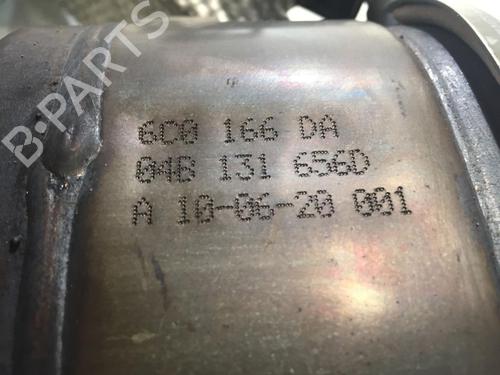 B-PARTS
6C0 166 DA
04B 131 656D
A 10-06-20 001